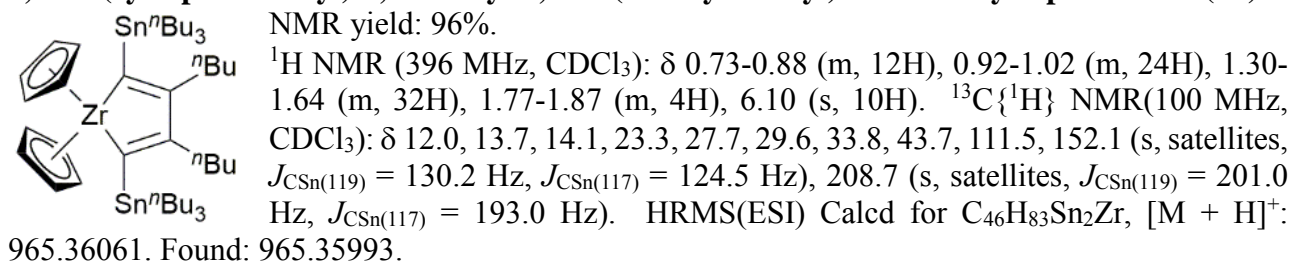 SnⁿBu₃
ⁿBu
Zr
ⁿBu
SnⁿBu₃
NMR yield: 96%.
¹H NMR (396 MHz, CDCl₃): δ 0.73-0.88 (m, 12H), 0.92-1.02 (m, 24H), 1.30-
1.64 (m, 32H), 1.77-1.87 (m, 4H), 6.10 (s, 10H). ¹³C{¹H} NMR(100 MHz,
CDCl₃): δ 12.0, 13.7, 14.1, 23.3, 27.7, 29.6, 33.8, 43.7, 111.5, 152.1 (s, satellites,
J_CSn(119) = 130.2 Hz, J_CSn(117) = 124.5 Hz), 208.7 (s, satellites, J_CSn(119) = 201.0
Hz, J_CSn(117) = 193.0 Hz). HRMS(ESI) Calcd for C₄₆H₈₃Sn₂Zr, [M + H]⁺:
965.36061. Found: 965.35993.